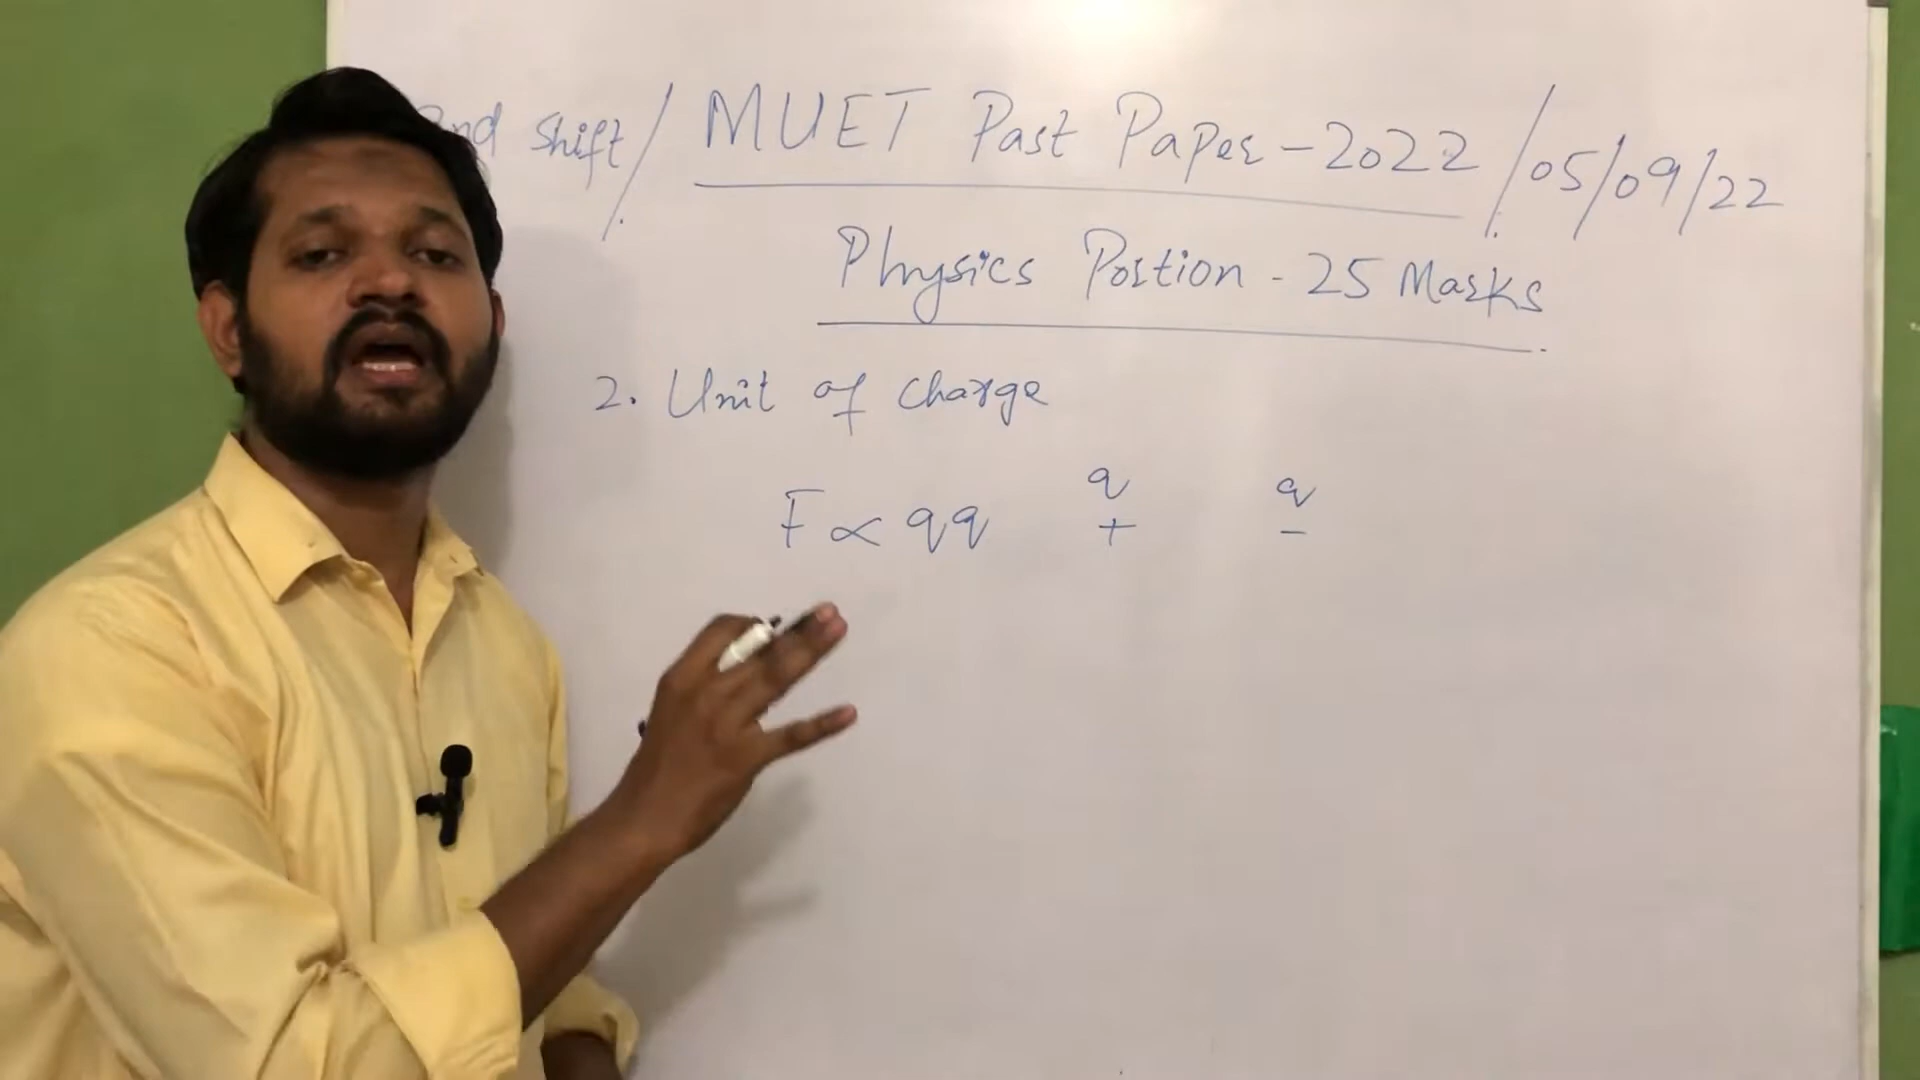 2nd Shift / MUET Past Paper - 2022 / 05/09/22
Physics Portion - 25 Marks
2. Unit of charge
q q
F ∝ qq + −